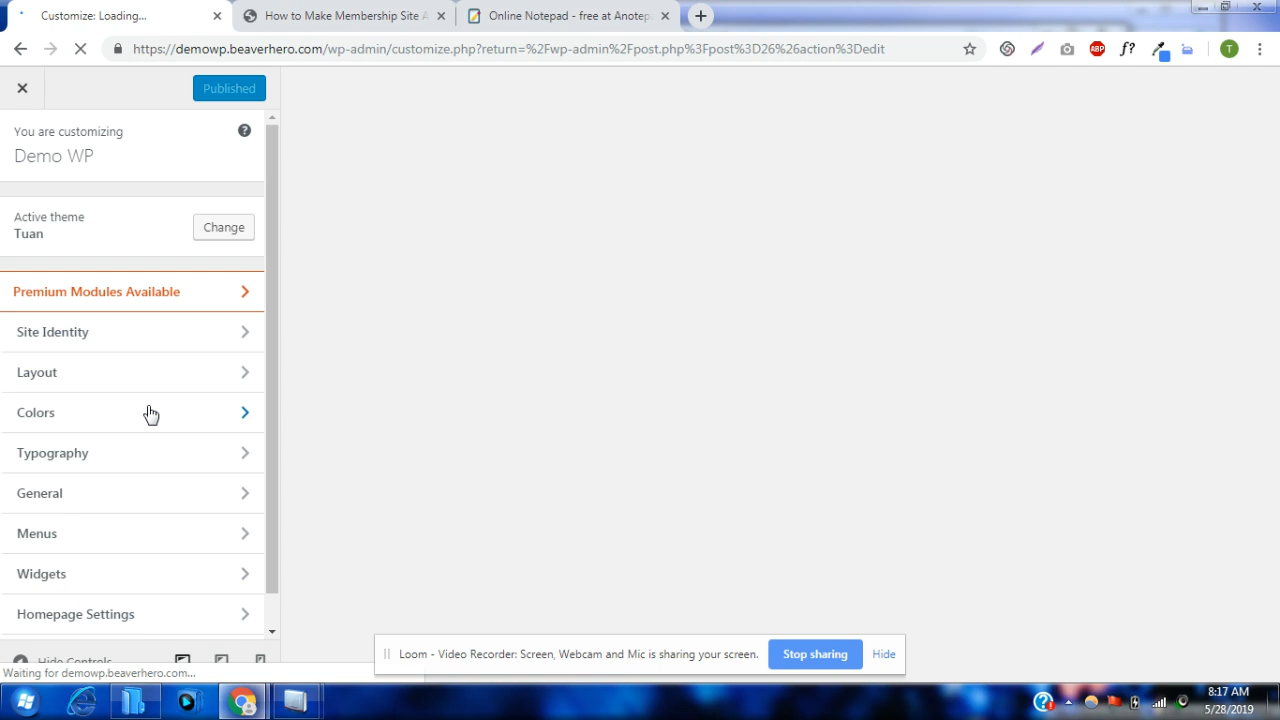 Customize: Loading...
How to Make Membership Site A
Online Notepad - free at Anotepa
https://demowp.beaverhero.com/wp-admin/customize.php?return=%2Fwp-admin%2Fpost.php%3Fpost%3D26%26action%3Dedit
ABP
f?
T
Published
You are customizing
Demo WP
Active theme
Tuan
Change
Premium Modules Available
Site Identity
Layout
Colors
Typography
General
Menus
Widgets
Homepage Settings
Hide Controls
Loom - Video Recorder: Screen, Webcam and Mic is sharing your screen.
Stop sharing
Hide
Waiting for demowp.beaverhero.com...
8:17 AM
5/28/2019